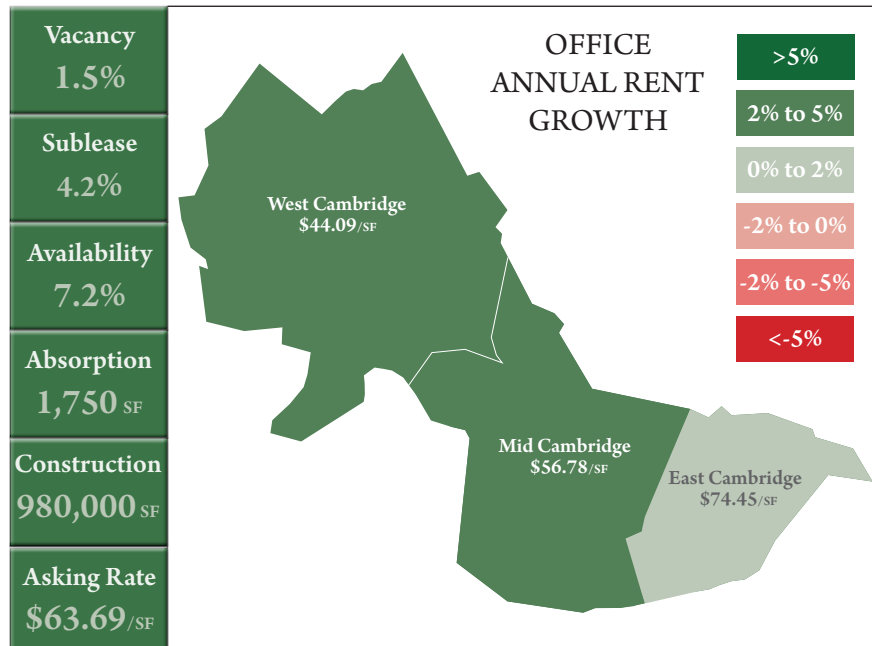 Vacancy
1.5%
Sublease
4.2%
Availability
7.2%
Absorption
1,750 SF
Construction
980,000 SF
Asking Rate
$63.69/SF
OFFICE
ANNUAL RENT
GROWTH
>5%
2% to 5%
0% to 2%
-2% to 0%
-2% to -5%
<-5%
West Cambridge
$44.09/SF
Mid Cambridge
$56.78/SF
East Cambridge
$74.45/SF